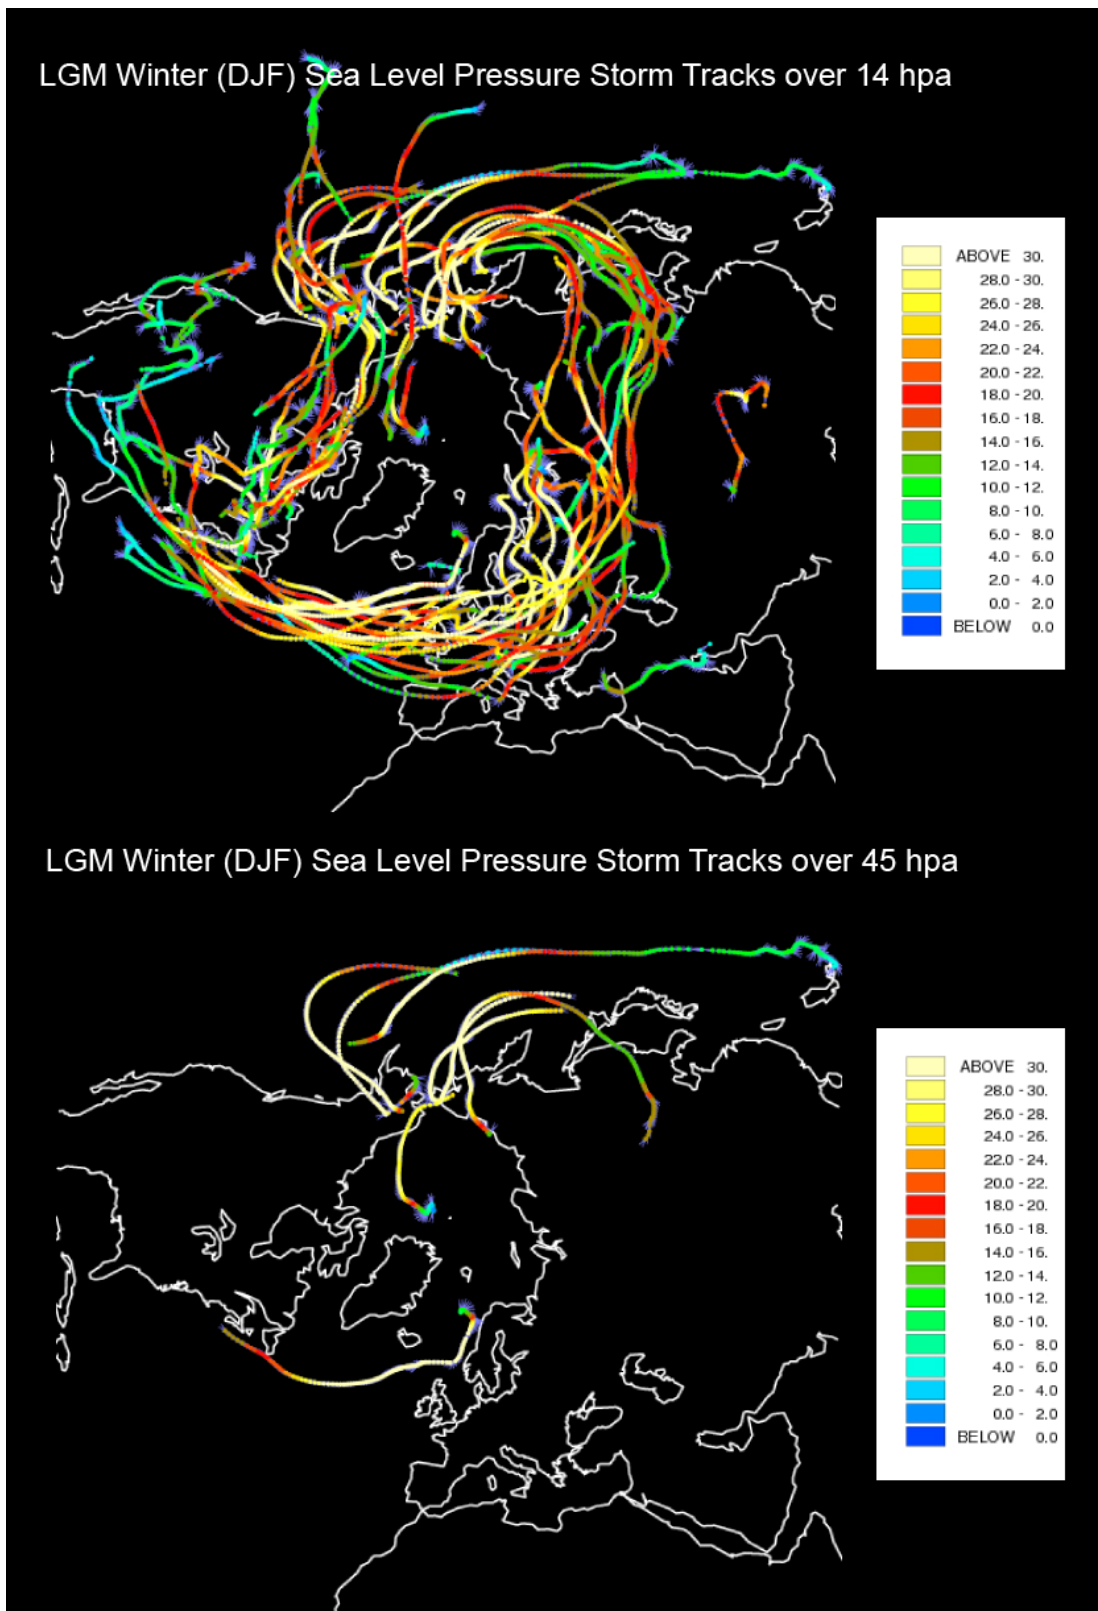 LGM Winter (DJF) Sea Level Pressure Storm Tracks over 14 hpa
ABOVE 30.
28.0 - 30.
26.0 - 28.
24.0 - 26.
22.0 - 24.
20.0 - 22.
18.0 - 20.
16.0 - 18.
14.0 - 16.
12.0 - 14.
10.0 - 12.
8.0 - 10.
6.0 - 8.0
4.0 - 6.0
2.0 - 4.0
0.0 - 2.0
BELOW 0.0
LGM Winter (DJF) Sea Level Pressure Storm Tracks over 45 hpa
ABOVE 30.
28.0 - 30.
26.0 - 28.
24.0 - 26.
22.0 - 24.
20.0 - 22.
18.0 - 20.
16.0 - 18.
14.0 - 16.
12.0 - 14.
10.0 - 12.
8.0 - 10.
6.0 - 8.0
4.0 - 6.0
2.0 - 4.0
0.0 - 2.0
BELOW 0.0